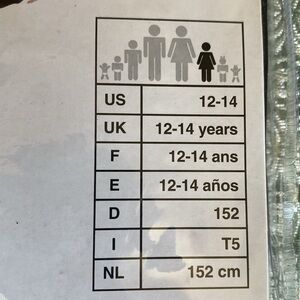 US 12-14
UK 12-14 years
F 12-14 ans
E 12-14 años
D 152
I T5
NL 152 cm